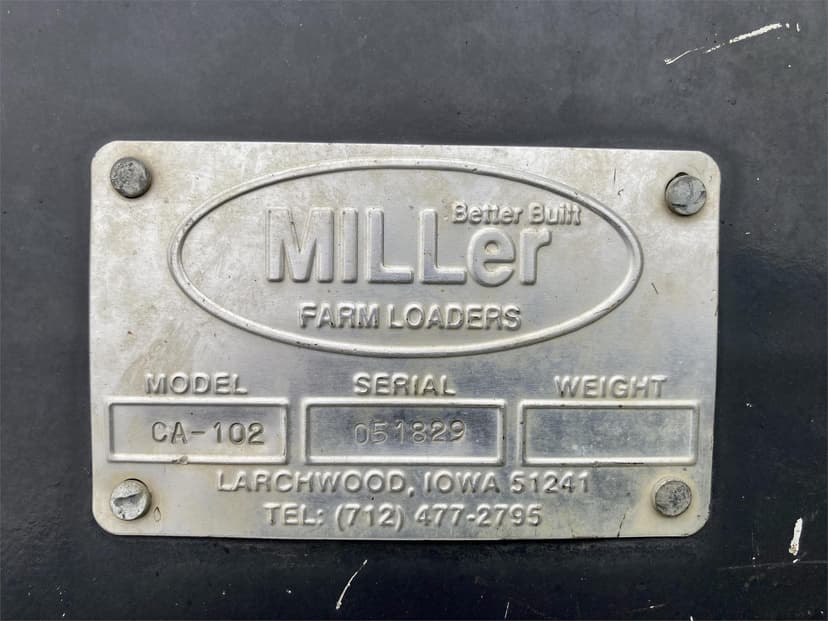 Better Built
MILLer
FARM LOADERS
MODEL SERIAL WEIGHT
CA-102 051829
LARCHWOOD, IOWA 51241
TEL: (712) 477-2795